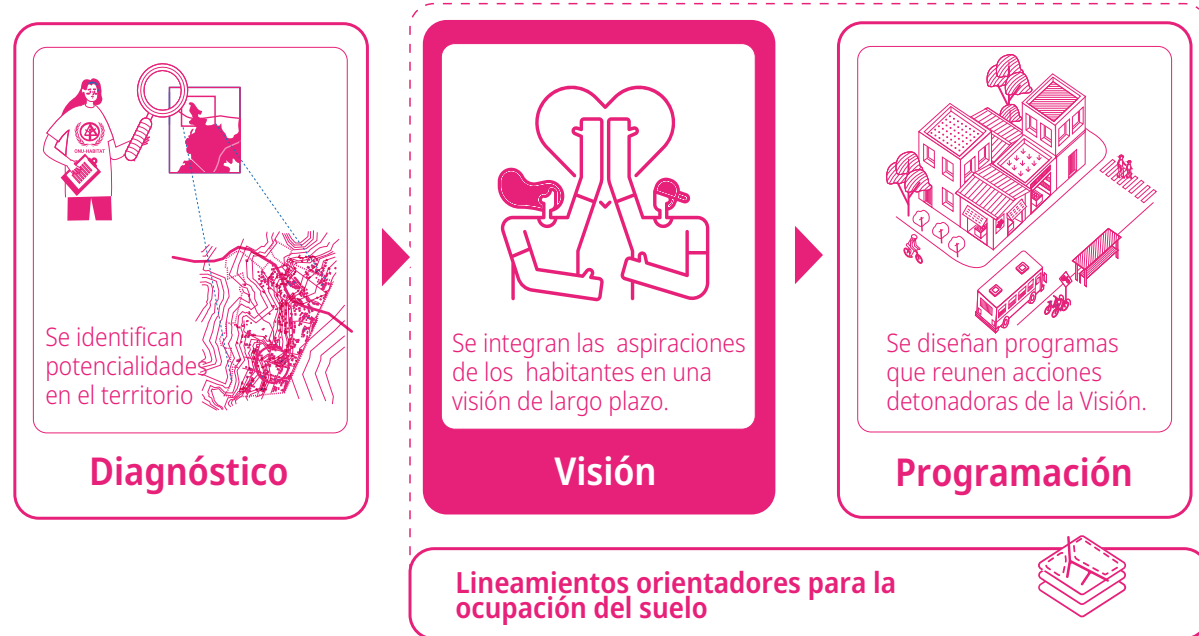 ONU-HABITAT
Se identifican
potencialidades
en el territorio
Diagnóstico
Se integran las aspiraciones
de los habitantes en una
visión de largo plazo.
Visión
Se diseñan programas
que reunen acciones
detonadoras de la Visión.
Programación
Lineamientos orientadores para la
ocupación del suelo